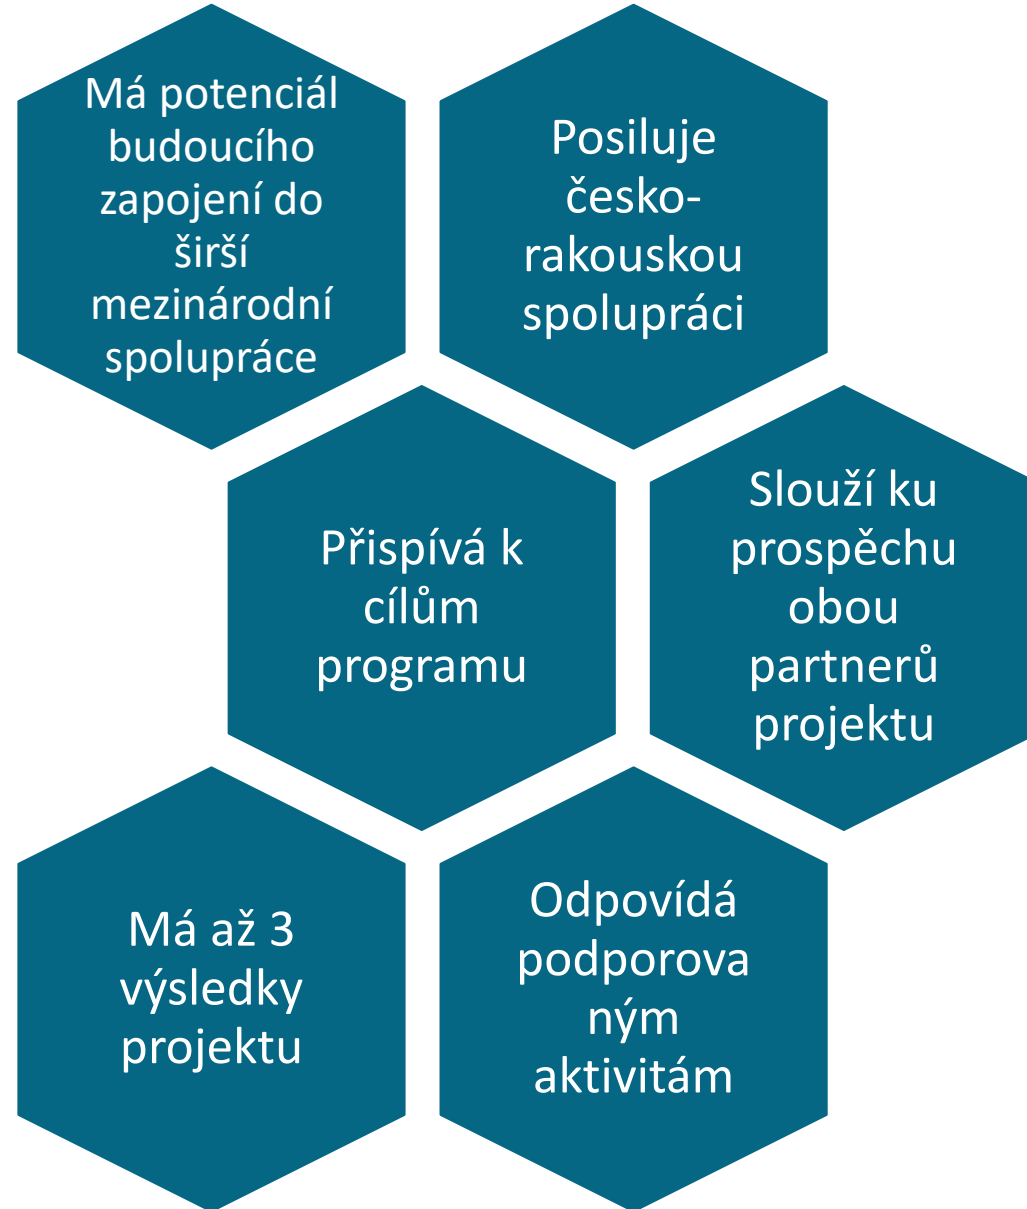 Má potenciál
budoucího
zapojení do
širší
mezinárodní
spolupráce
Posiluje
česko-
rakouskou
spolupráci
Přispívá k
cílům
programu
Slouží ku
prospěchu
obou
partnerů
projektu
Má až 3
výsledky
projektu
Odpovídá
podporova
ným
aktivitám